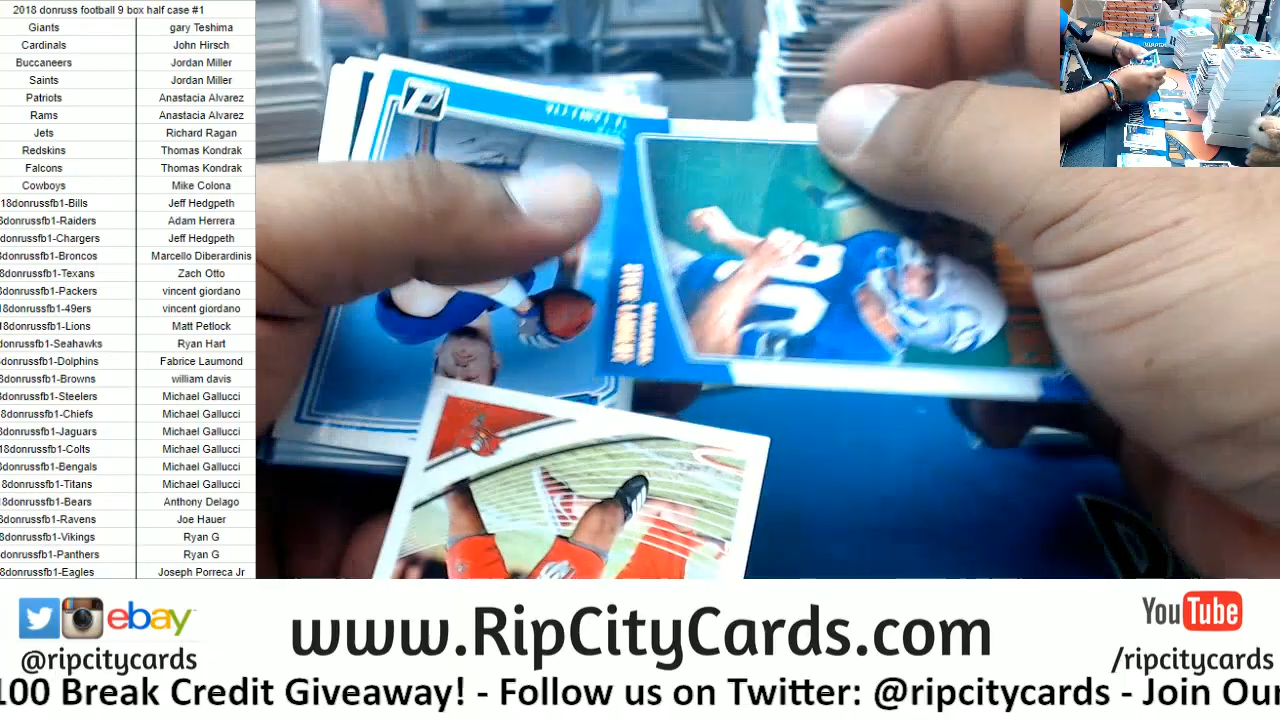 2018 donruss football 9 box half case #1
Giants gary Teshima
Cardinals John Hirsch
Buccaneers Jordan Miller
Saints Jordan Miller
Patriots Anastacia Alvarez
Rams Anastacia Alvarez
Jets Richard Ragan
Redskins Thomas Kondrak
Falcons Thomas Kondrak
Cowboys Mike Colona
18donrussfb1-Bills Jeff Hedgpeth
8donrussfb1-Raiders Adam Herrera
donrussfb1-Chargers Jeff Hedgpeth
8donrussfb1-Broncos Marcello Diberardinis
8donrussfb1-Texans Zach Otto
8donrussfb1-Packers vincent giordano
18donrussfb1-49ers vincent giordano
18donrussfb1-Lions Matt Petlock
donrussfb1-Seahawks Ryan Hart
donrussfb1-Dolphins Fabrice Laumond
8donrussfb1-Browns william davis
8donrussfb1-Steelers Michael Gallucci
8donrussfb1-Chiefs Michael Gallucci
8donrussfb1-Jaguars Michael Gallucci
18donrussfb1-Colts Michael Gallucci
8donrussfb1-Bengals Michael Gallucci
18donrussfb1-Titans Michael Gallucci
18donrussfb1-Bears Anthony Delago
8donrussfb1-Ravens Joe Hauer
8donrussfb1-Vikings Ryan G
donrussfb1-Panthers Ryan G
8donrussfb1-Eagles Joseph Porreca Jr
ebay
@ripcitycards
www.RipCityCards.com
YouTube
/ripcitycards
100 Break Credit Giveaway! - Follow us on Twitter: @ripcitycards - Join Our